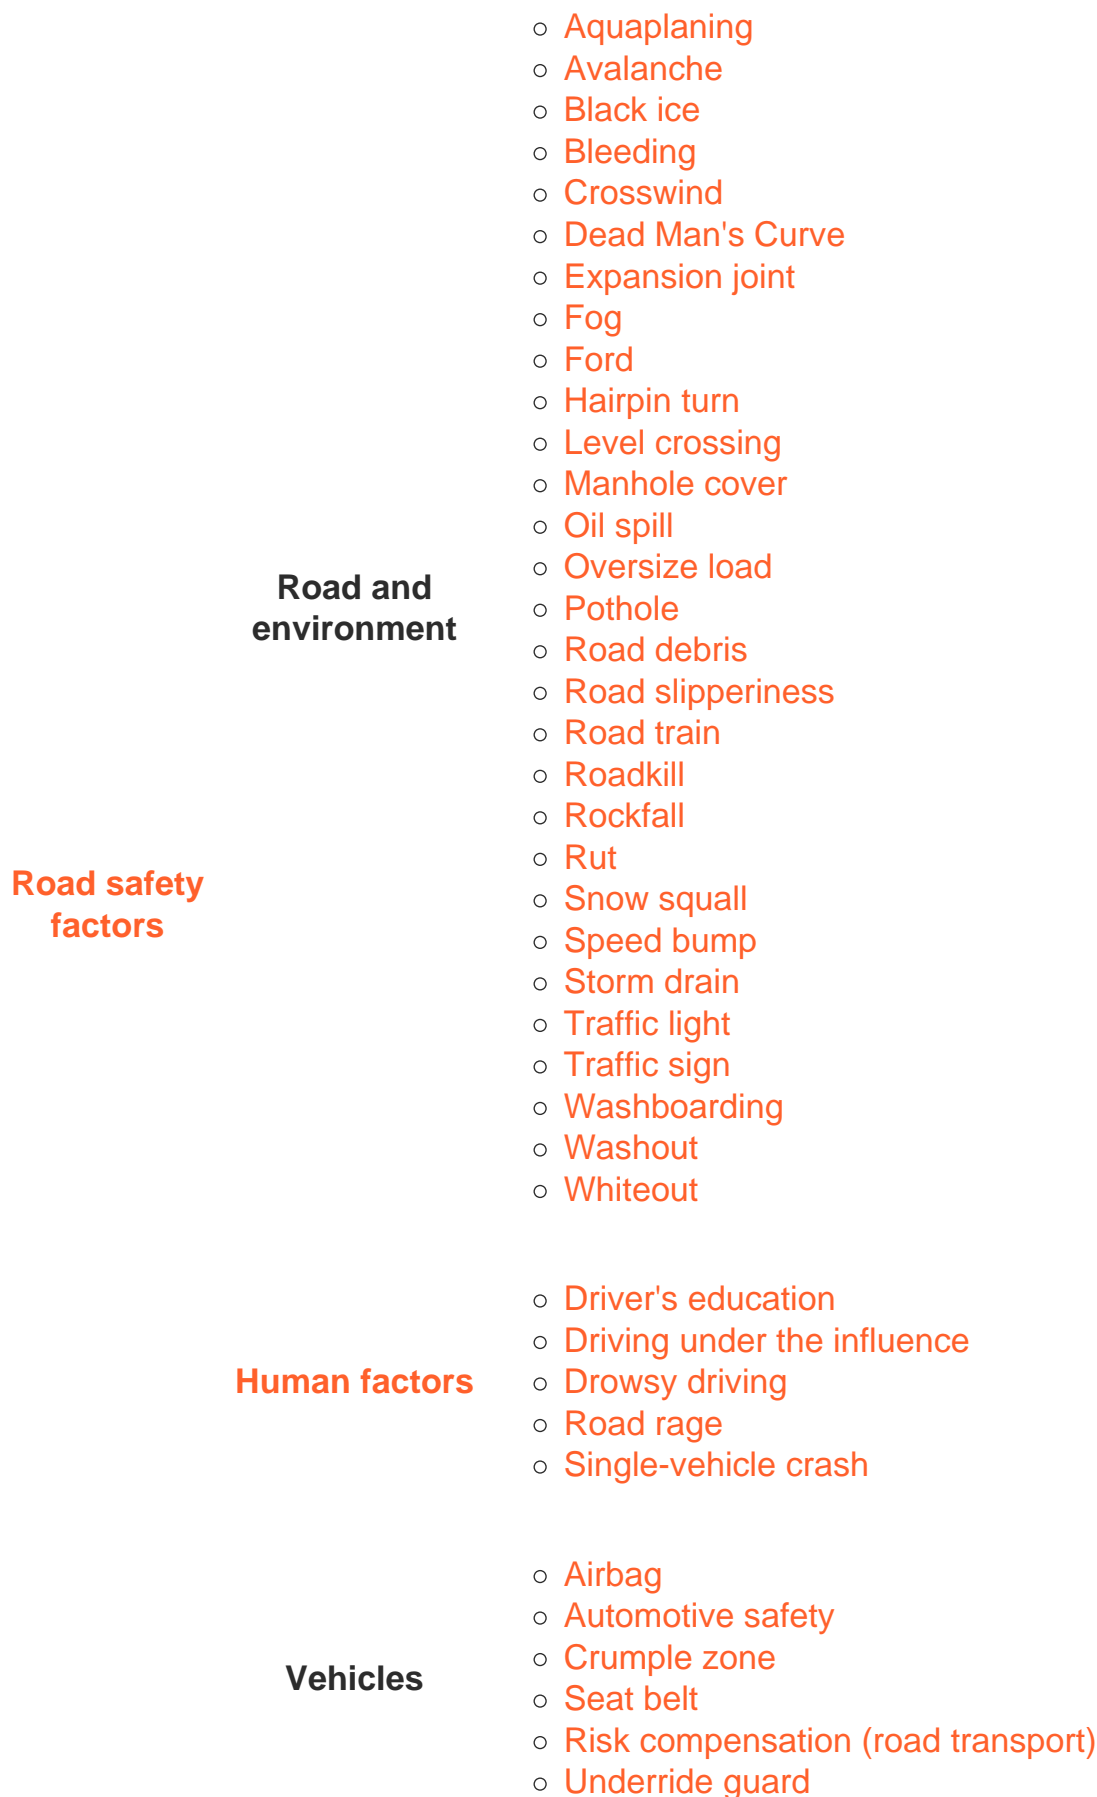 Road safety
factors
Road and
environment
Aquaplaning
Avalanche
Black ice
Bleeding
Crosswind
Dead Man's Curve
Expansion joint
Fog
Ford
Hairpin turn
Level crossing
Manhole cover
Oil spill
Oversize load
Pothole
Road debris
Road slipperiness
Road train
Roadkill
Rockfall
Rut
Snow squall
Speed bump
Storm drain
Traffic light
Traffic sign
Washboarding
Washout
Whiteout
Human factors
Driver's education
Driving under the influence
Drowsy driving
Road rage
Single-vehicle crash
Vehicles
Airbag
Automotive safety
Crumple zone
Seat belt
Risk compensation (road transport)
Underride guard